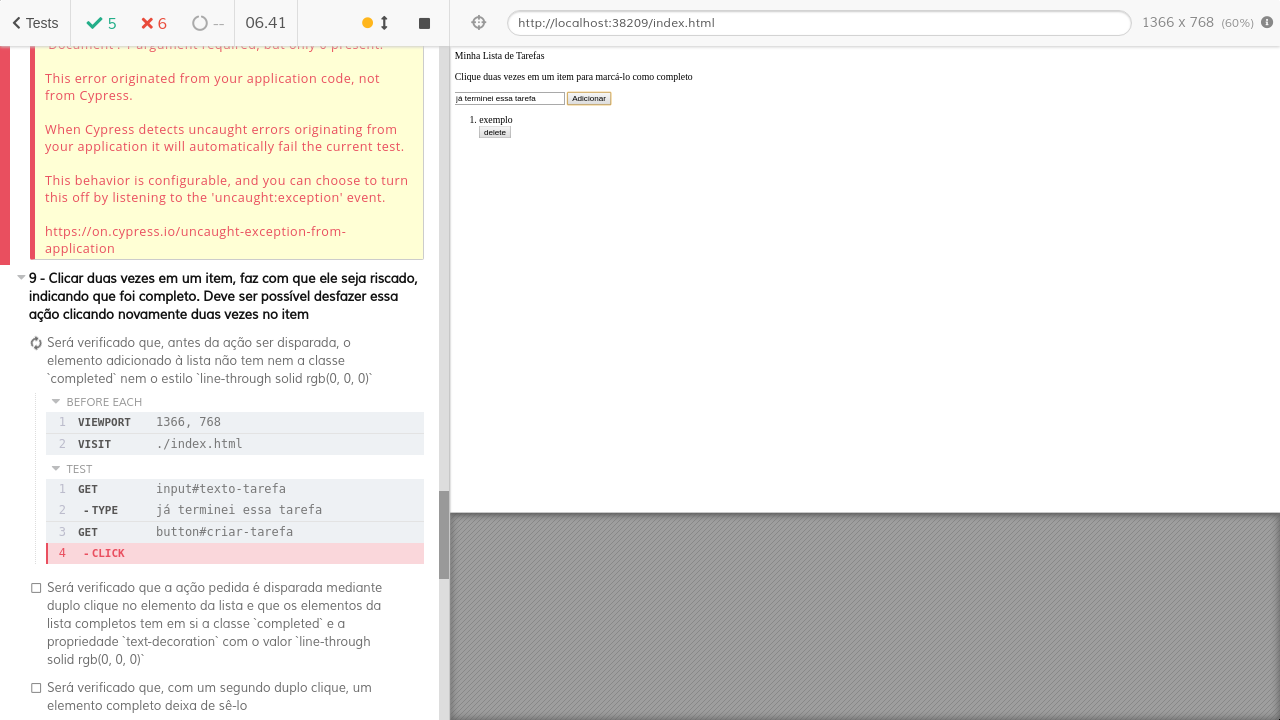 Tests
5
6
--
06.41
http://localhost:38209/index.html
1366 x 768 (60%)
'Document': 1 argument required, but only 0 present.
This error originated from your application code, not
from Cypress.
When Cypress detects uncaught errors originating from
your application it will automatically fail the current test.
This behavior is configurable, and you can choose to turn
this off by listening to the 'uncaught:exception' event.
https://on.cypress.io/uncaught-exception-from-
application
9 - Clicar duas vezes em um item, faz com que ele seja riscado,
indicando que foi completo. Deve ser possível desfazer essa
ação clicando novamente duas vezes no item
Será verificado que, antes da ação ser disparada, o
elemento adicionado à lista não tem nem a classe
`completed` nem o estilo `line-through solid rgb(0, 0, 0)`
BEFORE EACH
1 VIEWPORT 1366, 768
2 VISIT ./index.html
TEST
1 GET input#texto-tarefa
2 -TYPE já terminei essa tarefa
3 GET button#criar-tarefa
4 -CLICK
Será verificado que a ação pedida é disparada mediante
duplo clique no elemento da lista e que os elementos da
lista completos tem em si a classe `completed` e a
propriedade `text-decoration` com o valor `line-through
solid rgb(0, 0, 0)`
Será verificado que, com um segundo duplo clique, um
elemento completo deixa de sê-lo
Minha Lista de Tarefas
Clique duas vezes em um item para marcá-lo como completo
já terminei essa tarefa Adicionar
1. exemplo
delete